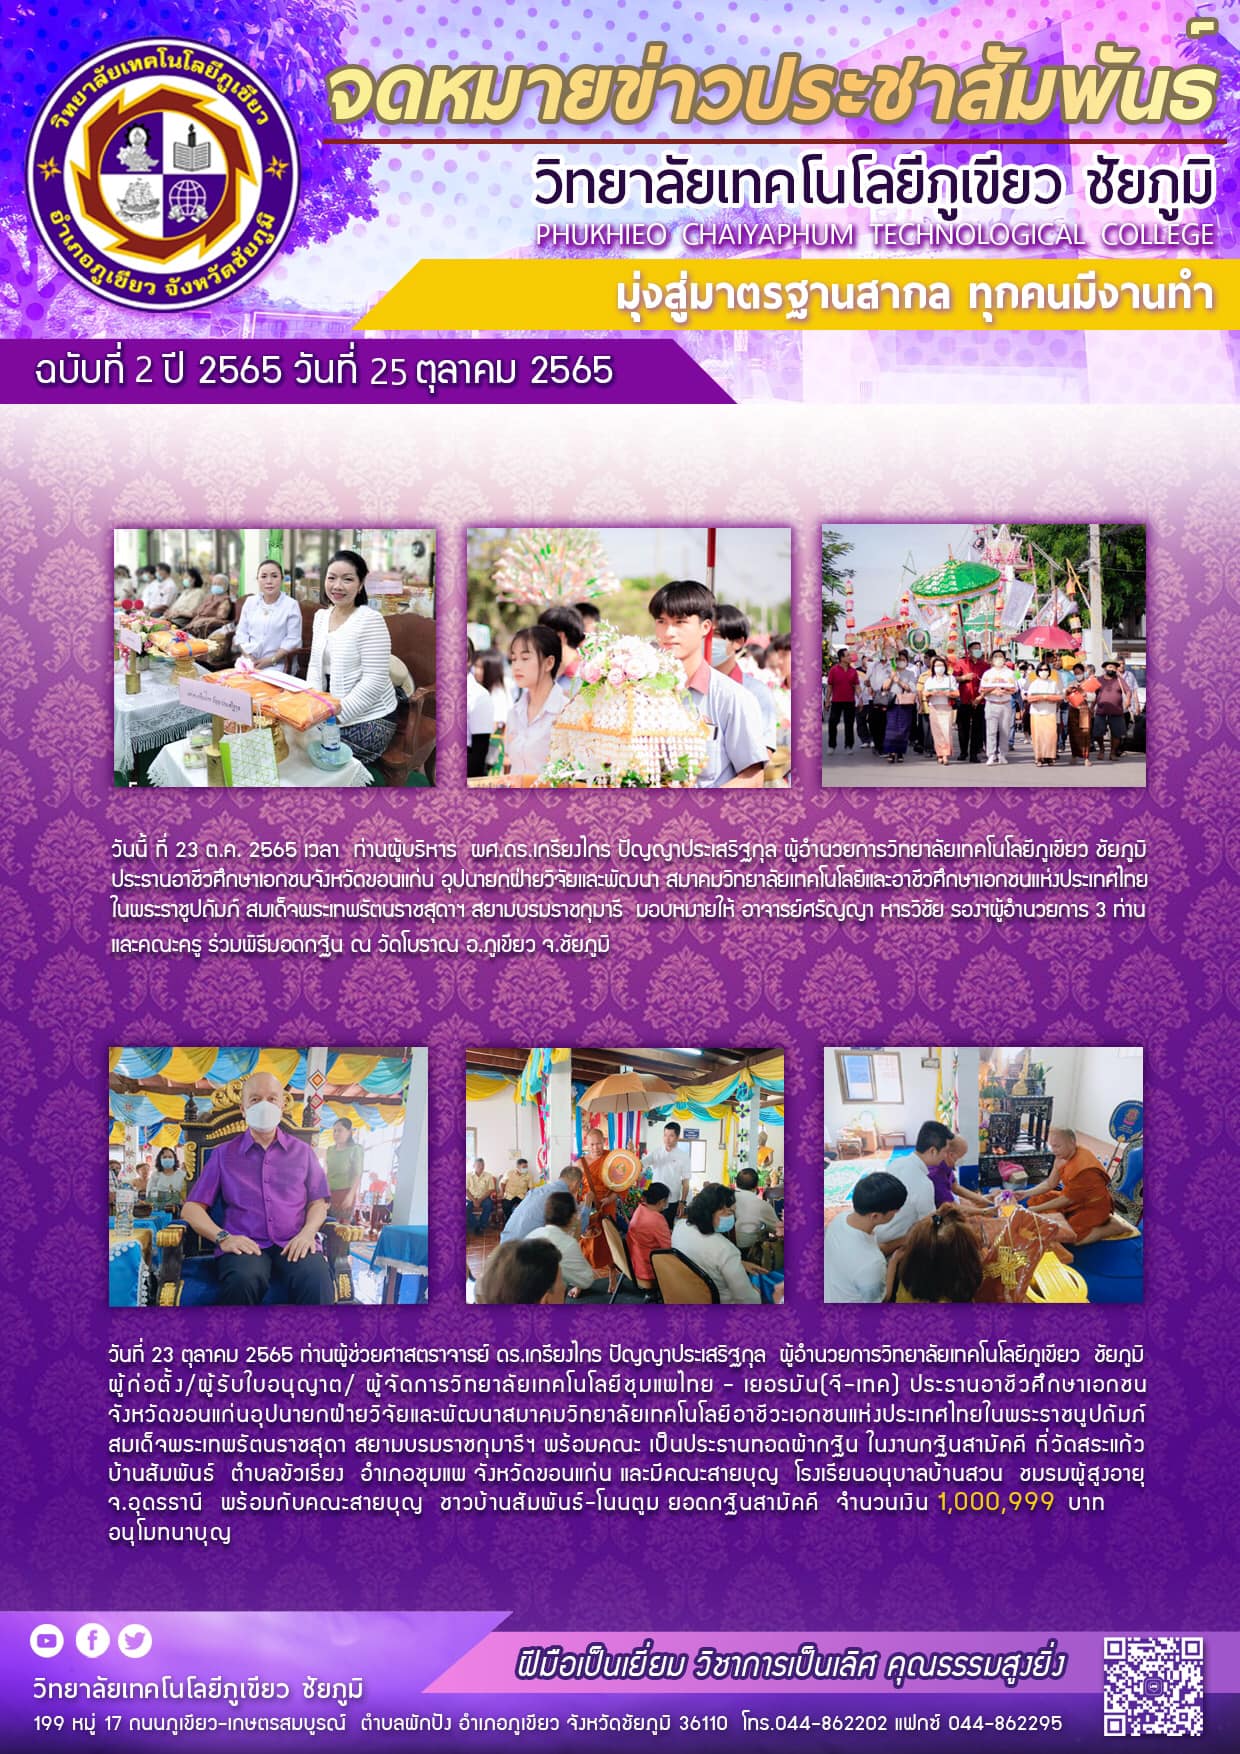 จดหมายข่าวประชาสัมพันธ์
วิทยาลัยเทคโนโลยีภูเขียว
อำเภอภูเขียว จังหวัดชัยภูมิ
วิทยาลัยเทคโนโลยีภูเขียว ชัยภูมิ
PHUKHIEO CHAIYAPHUM TECHNOLOGICAL COLLEGE
มุ่งสู่มาตรฐานสากล ทุกคนมีงานทำ
ฉบับที่ 2 ปี 2565 วันที่ 25 ตุลาคม 2565
วันนี้ ที่ 23 ต.ค. 2565 เวลา ท่านผู้บริหาร ผศ.ดร.เกรียงไกร ปัญญาประเสริฐกุล ผู้อำนวยการวิทยาลัยเทคโนโลยีภูเขียว ชัยภูมิ
ประธานอาชีวศึกษาเอกชนจังหวัดขอนแก่น อุปนายกฝ่ายวิจัยและพัฒนา สมาคมวิทยาลัยเทคโนโลยีและอาชีวศึกษาเอกชนแห่งประเทศไทย
ในพระราชูปถัมภ์ สมเด็จพระเทพรัตนราชสุดาฯ สยามบรมราชกุมารี มอบหมายให้ อาจารย์ศรัญญา หารวิชัย รองฯผู้อำนวยการ 3 ท่าน
และคณะครู ร่วมพิธีทอดกฐิน ณ วัดโบราณ อ.ภูเขียว จ.ชัยภูมิ
วันที่ 23 ตุลาคม 2565 ท่านผู้ช่วยศาสตราจารย์ ดร.เกรียงไกร ปัญญาประเสริฐกุล ผู้อำนวยการวิทยาลัยเทคโนโลยีภูเขียว ชัยภูมิ
ผู้ก่อตั้ง/ผู้รับใบอนุญาต/ ผู้จัดการวิทยาลัยเทคโนโลยีชุมแพไทย - เยอรมัน(จี-เทค) ประธานอาชีวศึกษาเอกชน
จังหวัดขอนแก่นอุปนายกฝ่ายวิจัยและพัฒนาสมาคมวิทยาลัยเทคโนโลยีอาชีวะเอกชนแห่งประเทศไทยในพระราชนูปถัมภ์
สมเด็จพระเทพรัตนราชสุดา สยามบรมราชกุมารีฯ พร้อมคณะ เป็นประธานทอดผ้ากฐิน ในงานกฐินสามัคคี ที่วัดสระแก้ว
บ้านสัมพันธ์ ตำบลขัวเรียง อำเภอชุมแพ จังหวัดขอนแก่น และมีคณะสายบุญ โรงเรียนอนุบาลบ้านสวน ชมรมผู้สูงอายุ
จ.อุดรธานี พร้อมกับคณะสายบุญ ชาวบ้านสัมพันธ์-โนนตูม ยอดกฐินสามัคคี จำนวนเงิน 1,000,999 บาท
อนุโมทนาบุญ
ฝีมือเป็นเยี่ยม วิชาการเป็นเลิศ คุณธรรมสูงยิ่ง
วิทยาลัยเทคโนโลยีภูเขียว ชัยภูมิ
199 หมู่ 17 ถนนภูเขียว-เกษตรสมบูรณ์ ตำบลผักปัง อำเภอภูเขียว จังหวัดชัยภูมิ 36110 โทร.044-862202 แฟกซ์ 044-862295